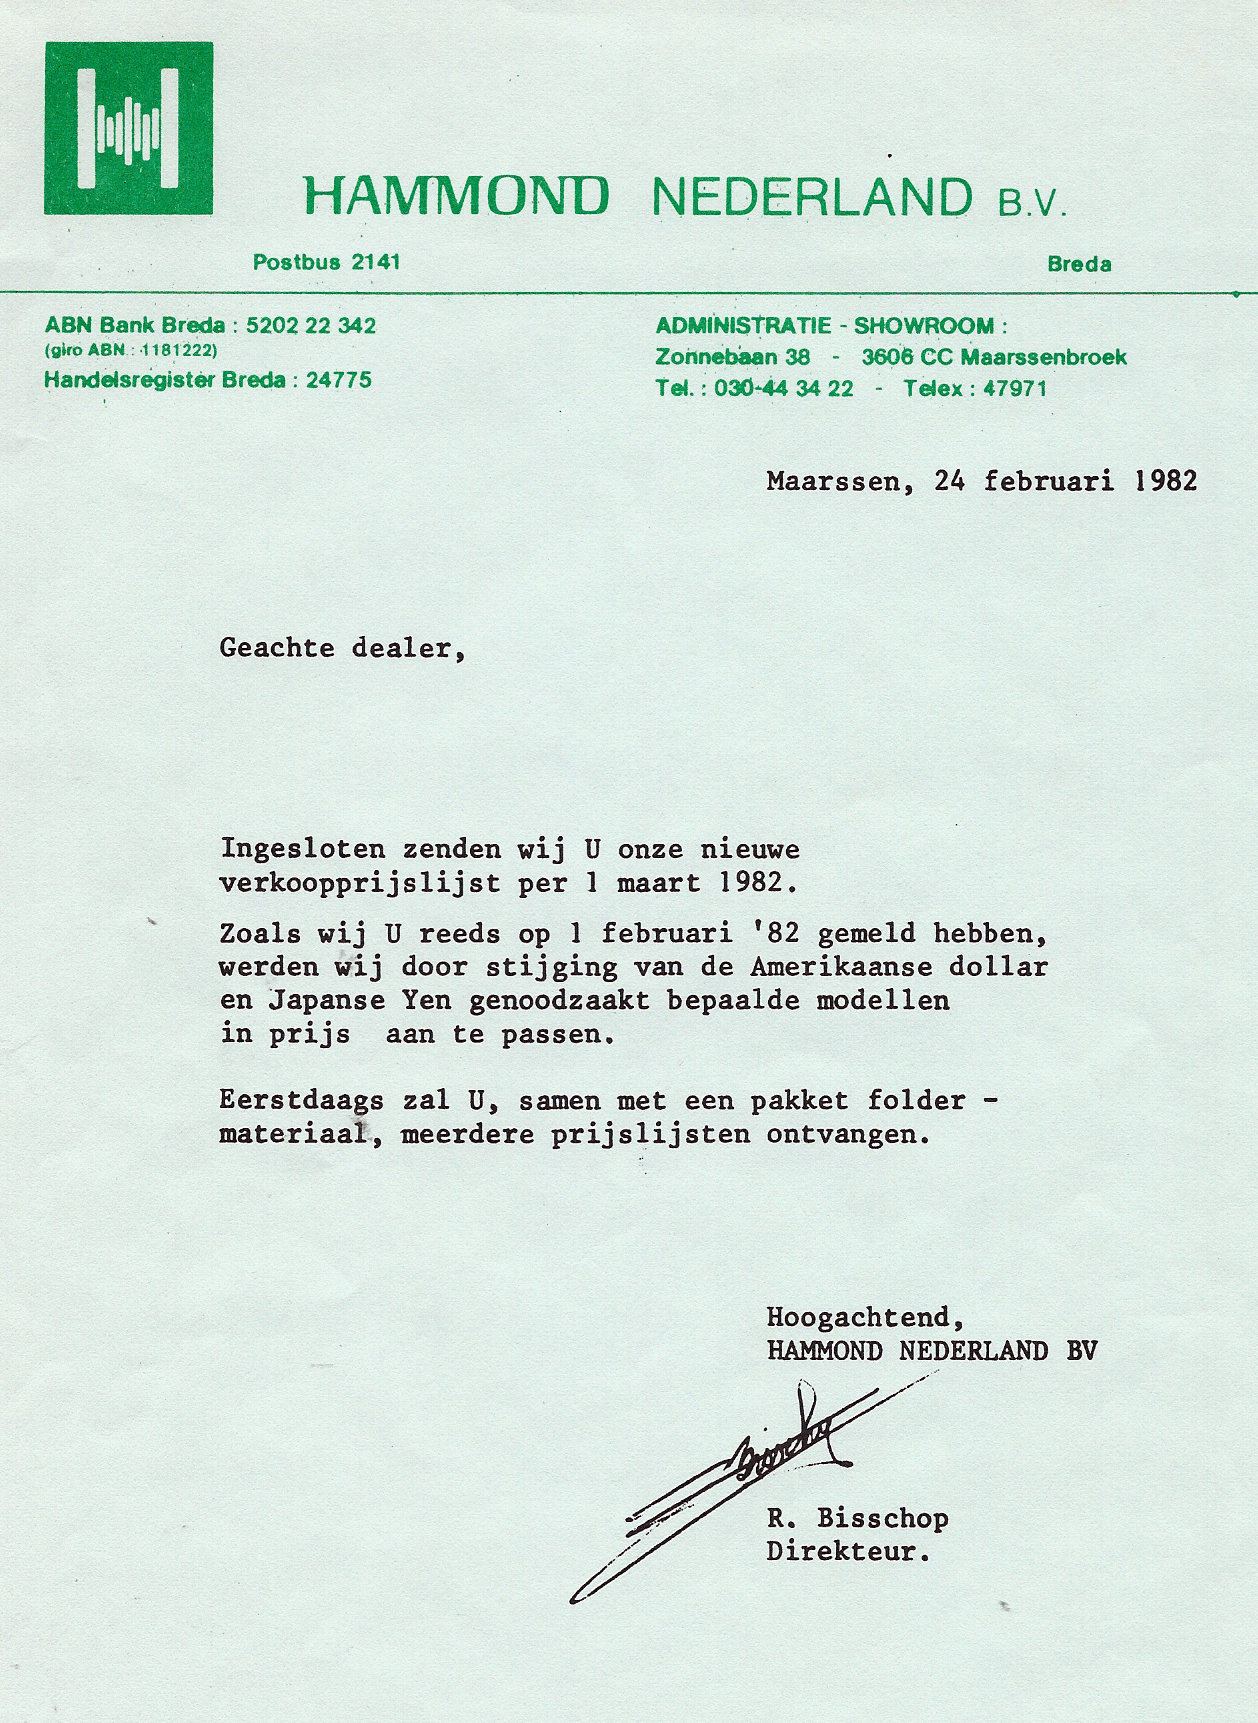 HAMMOND NEDERLAND B.V.
Postbus 2141 Breda
ABN Bank Breda : 5202 22 342
(giro ABN : 1181222)
Handelsregister Breda : 24775
ADMINISTRATIE - SHOWROOM :
Zonnebaan 38 - 3606 CC Maarssenbroek
Tel. : 030-44 34 22 - Telex : 47971
Maarssen, 24 februari 1982
Geachte dealer,
Ingesloten zenden wij U onze nieuwe
verkoopprijslijst per 1 maart 1982.
Zoals wij U reeds op 1 februari '82 gemeld hebben,
werden wij door stijging van de Amerikaanse dollar
en Japanse Yen genoodzaakt bepaalde modellen
in prijs aan te passen.
Eerstdaags zal U, samen met een pakket folder -
materiaal, meerdere prijslijsten ontvangen.
Hoogachtend,
HAMMOND NEDERLAND BV
R. Bisschop
Direkteur.